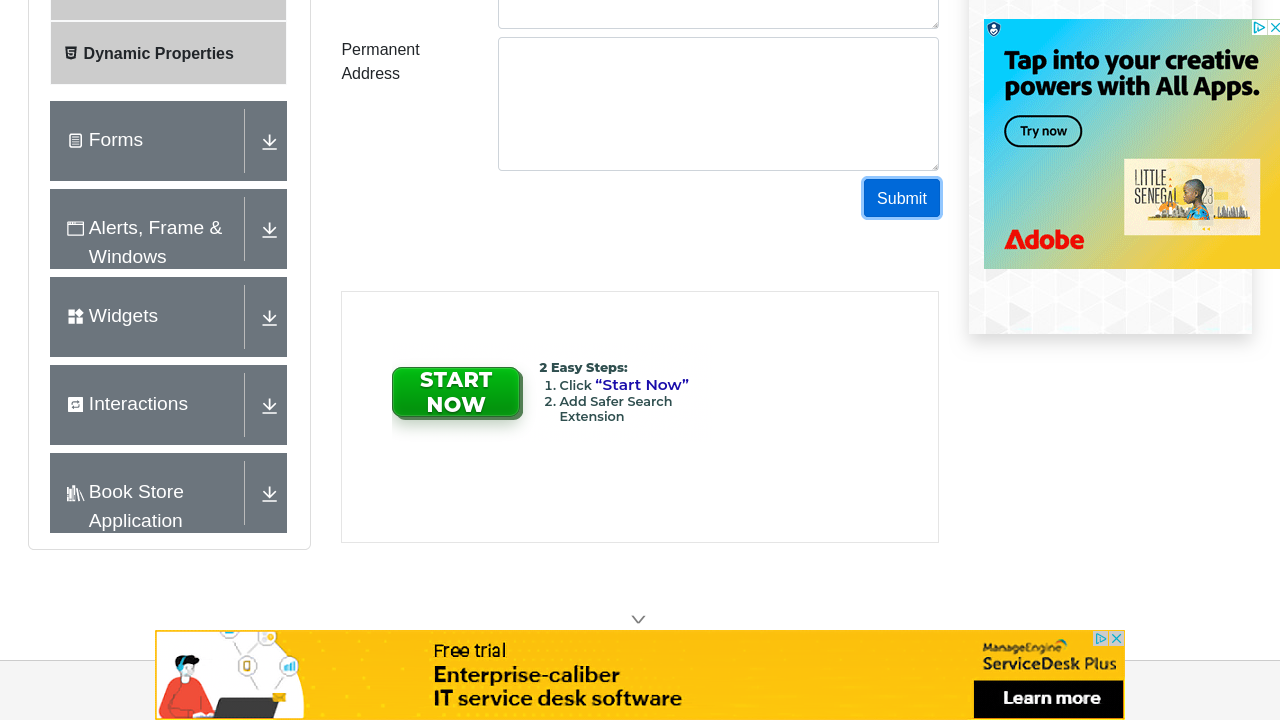 Dynamic Properties
Forms
Alerts, Frame &
Windows
Widgets
Interactions
Book Store
Application
Permanent
Address
Submit
START
NOW
2 Easy Steps:
1. Click “Start Now”
2. Add Safer Search
Extension
Tap into your creative
powers with All Apps.
Try now
LITTLE
SENEGAL
Adobe
Free trial
Enterprise-caliber
IT service desk software
ManageEngine
ServiceDesk Plus
Learn more